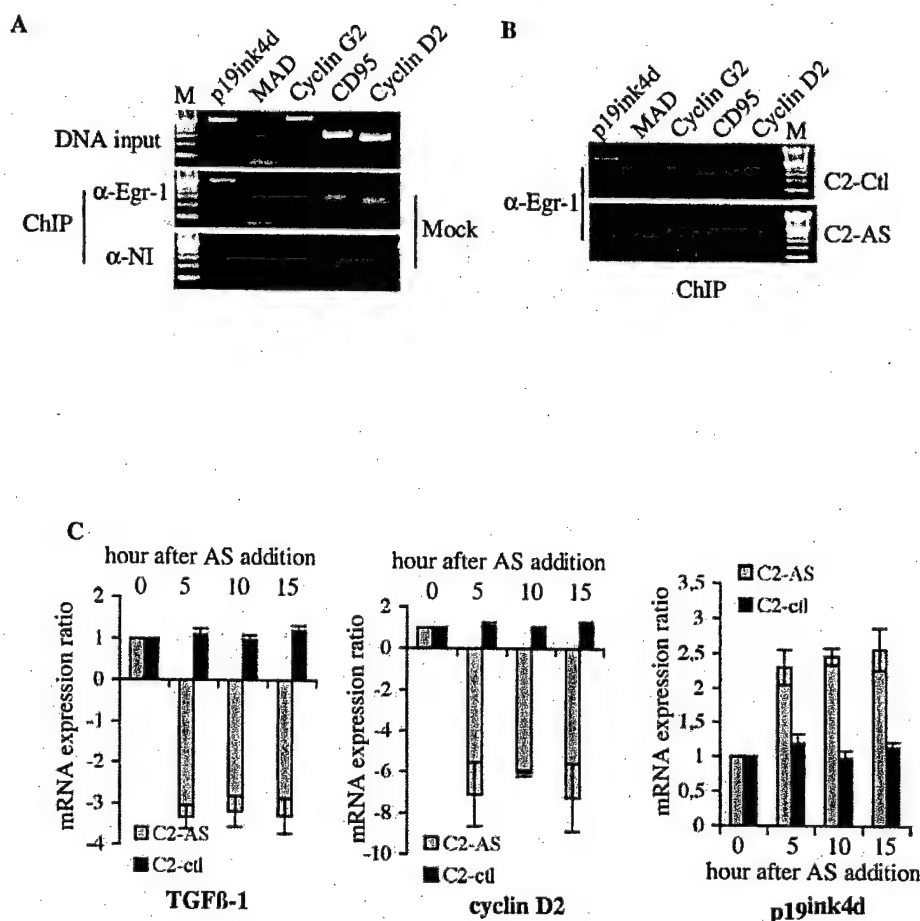 A
M p19ink4d MAD Cyclin G2 CD95 Cyclin D2
DNA input
α-Egr-1
ChIP
α-NI
Mock
B
p19ink4d MAD Cyclin G2 CD95 Cyclin D2 M
α-Egr-1
C2-Ctl
C2-AS
ChIP
C
hour after AS addition
0 5 10 15
mRNA expression ratio
2
1
0
-1
-2
-3
-4
C2-AS
C2-ctl
TGFß-1
hour after AS addition
0 5 10 15
mRNA expression ratio
2
0
-2
-4
-6
-8
-10
C2-AS
C2-ctl
cyclin D2
C2-AS
C2-ctl
mRNA expression ratio
3,5
3
2,5
2
1,5
1
0,5
0
0 5 10 15
hour after AS addition
p19ink4d